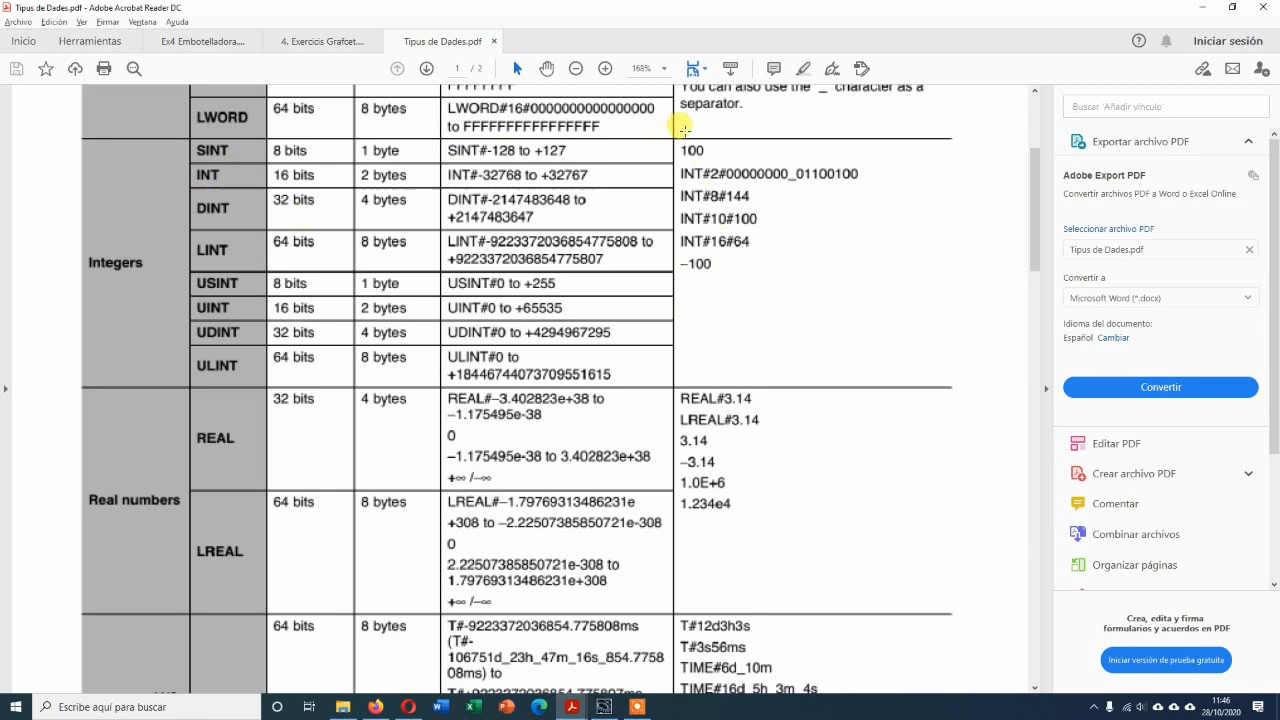 Tipus de Dades.pdf - Adobe Acrobat Reader DC
Archivo Edición Ver Firmar Ventana Ayuda
Inicio Herramientas Ex4 Embotelladora.... 4. Exercicis Grafcet.... Tipus de Dades.pdf × Iniciar sesión
1 / 2 168%
FFFFFFFF You can also use the "_" character as a
LWORD 64 bits 8 bytes LWORD#16#0000000000000000 separator.
to FFFFFFFFFFFFFFFF
SINT 8 bits 1 byte SINT#-128 to +127 100
INT 16 bits 2 bytes INT#-32768 to +32767 INT#2#00000000_01100100
DINT 32 bits 4 bytes DINT#-2147483648 to INT#8#144
+2147483647 INT#10#100
LINT 64 bits 8 bytes LINT#-9223372036854775808 to INT#16#64
+9223372036854775807 –100
Integers
USINT 8 bits 1 byte USINT#0 to +255
UINT 16 bits 2 bytes UINT#0 to +65535
UDINT 32 bits 4 bytes UDINT#0 to +4294967295
ULINT 64 bits 8 bytes ULINT#0 to
+18446744073709551615
REAL 32 bits 4 bytes REAL#–3.402823e+38 to REAL#3.14
–1.175495e-38 LREAL#3.14
0 3.14
–1.175495e-38 to 3.402823e+38 –3.14
+∞ /–∞ 1.0E+6
Real numbers
LREAL 64 bits 8 bytes LREAL#–1.79769313486231e 1.234e4
+308 to –2.22507385850721e-308
0
2.22507385850721e-308 to
1.79769313486231e+308
+∞ /–∞
64 bits 8 bytes T#-9223372036854.775808ms T#12d3h3s
(T#- T#3s56ms
106751d_23h_47m_16s_854.7758 TIME#6d_10m
08ms) to TIME#16d_5h_3m_4s
T#+9223372036854.775807ms
Buscar 'Añadir vínculo'
Exportar archivo PDF
Adobe Export PDF
Convertir archivos PDF a Word o Excel Online
Seleccionar archivo PDF
Tipus de Dades.pdf ×
Convertir a
Microsoft Word (*.docx)
Idioma del documento:
Español Cambiar
Convertir
Editar PDF
Crear archivo PDF
Comentar
Combinar archivos
Organizar páginas
Crea, edita y firma
formularios y acuerdos en PDF
Iniciar versión de prueba gratuita
Escribe aquí para buscar
11:46
28/10/2020